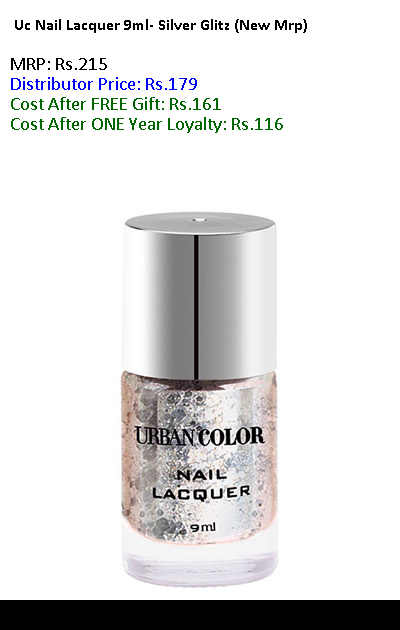 Uc Nail Lacquer 9ml- Silver Glitz (New Mrp)
MRP: Rs.215
Distributor Price: Rs.179
Cost After FREE Gift: Rs.161
Cost After ONE Year Loyalty: Rs.116
URBAN COLOR
NAIL
LACQUER
9ml